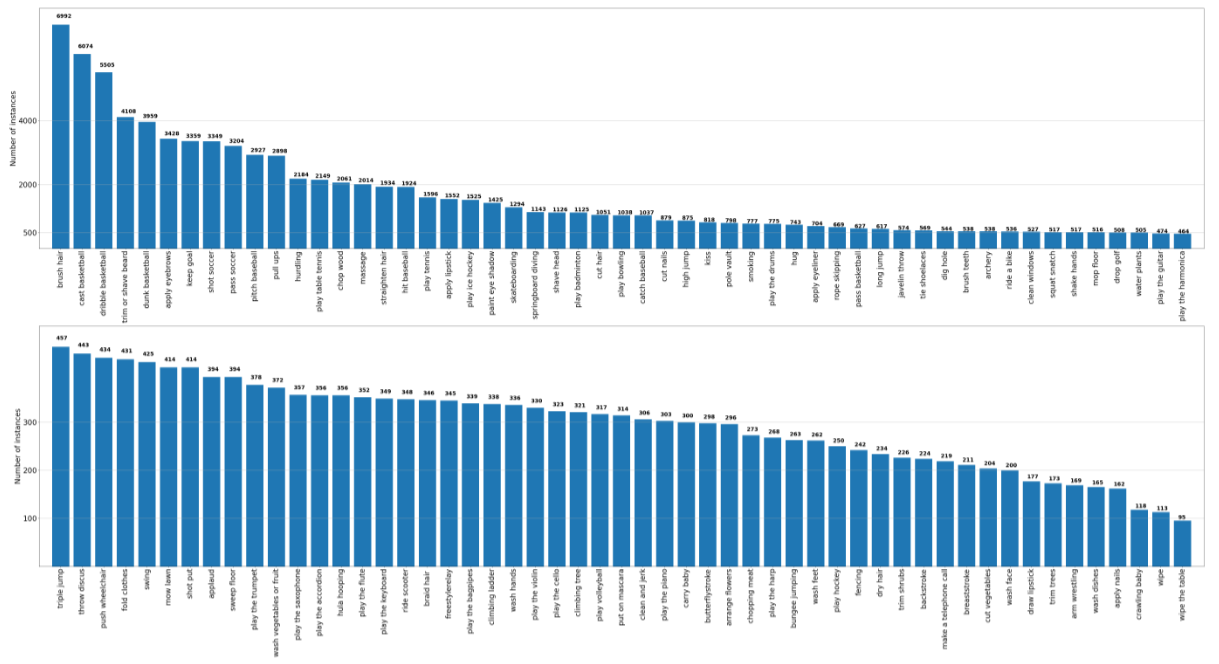 6992 6074 5505 4108 3959 3428 3359 3349 3204 2927 2898 2184 2149 2061 2014 1934 1924 1596 1552 1525 1425 1294 1143 1126 1125 1051 1038 1037 879 875 818 798 777 775 743 704 669 627 617 574 569 544 538 538 536 527 517 517 516 508 505 474 464
Number of instances
4000
2000
500
brush hair
cast basketball
dribble basketball
trim or shave beard
dunk basketball
apply eyebrows
keep goal
shot soccer
pass soccer
pitch baseball
pull ups
hurdling
play table tennis
chop wood
massage
straighten hair
hit baseball
play tennis
apply lipstick
play ice hockey
paint eye shadow
skateboarding
springboard diving
shave head
play badminton
cut hair
play bowling
catch baseball
cut nails
high jump
kiss
pole vault
smoking
play the drums
hug
apply eyeliner
rope skipping
pass basketball
long jump
javelin throw
tie shoelaces
dig hole
brush teeth
archery
ride a bike
clean windows
squat snatch
shake hands
mop floor
drop golf
water plants
play the guitar
play the harmonica
457 443 434 431 425 414 414 394 394 378 372 357 356 356 352 349 348 346 345 339 338 336 330 323 321 317 314 306 303 300 298 296 273 268 263 262 250 242 234 226 224 219 211 204 200 177 173 169 165 162 118 113 95
Number of instances
300
200
100
triple jump
throw discus
push wheelchair
fold clothes
swing
mow lawn
shot put
applaud
sweep floor
play the trumpet
wash vegetables or fruit
play the saxophone
play the accordion
hula hooping
play the flute
play the keyboard
ride scooter
braid hair
freestylerelay
play the bagpipes
climbing ladder
wash hands
play the violin
play the cello
climbing tree
play volleyball
put on mascara
clean and jerk
play the piano
carry baby
butterflystroke
arrange flowers
chopping meat
play the harp
bungee jumping
wash feet
play hockey
fencing
dry hair
trim shrubs
backstroke
make a telephone call
breaststroke
cut vegetables
wash face
draw lipstick
trim trees
arm wrestling
wash dishes
apply nails
crawling baby
wipe
wipe the table